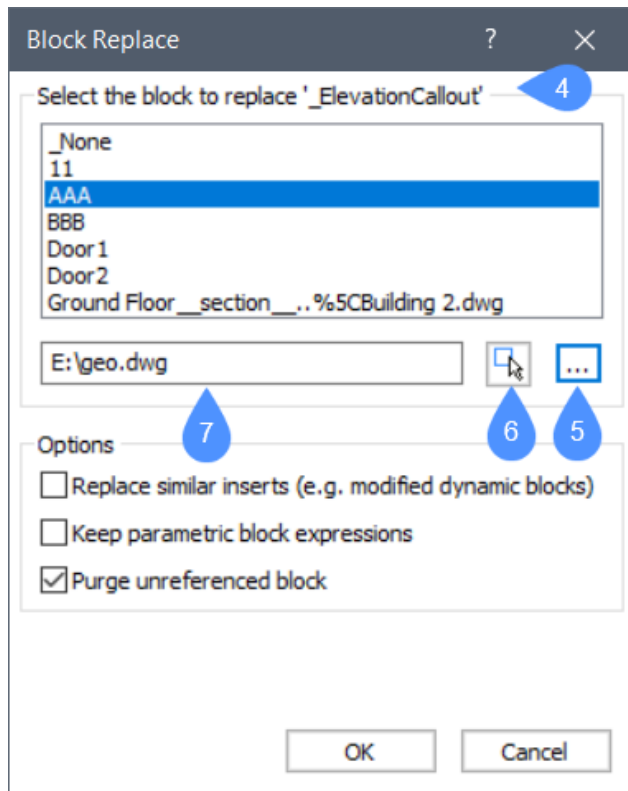 Block Replace ? ×
Select the block to replace '_ElevationCallout' 4
_None
11
AAA
BBB
Door1
Door2
Ground Floor__section__..%5CBuilding 2.dwg
E:\geo.dwg ...
7 6 5
Options
Replace similar inserts (e.g. modified dynamic blocks)
Keep parametric block expressions
Purge unreferenced block
OK Cancel